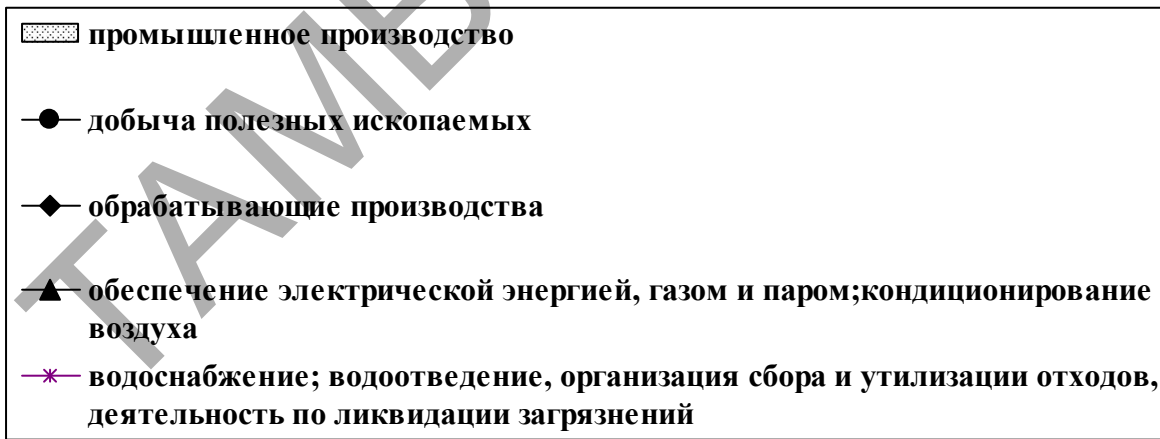 промышленное производство
добыча полезных ископаемых
обрабатывающие производства
обеспечение электрической энергией, газом и паром;кондиционирование
воздуха
водоснабжение; водоотведение, организация сбора и утилизации отходов,
деятельность по ликвидации загрязнений
ТАМБ